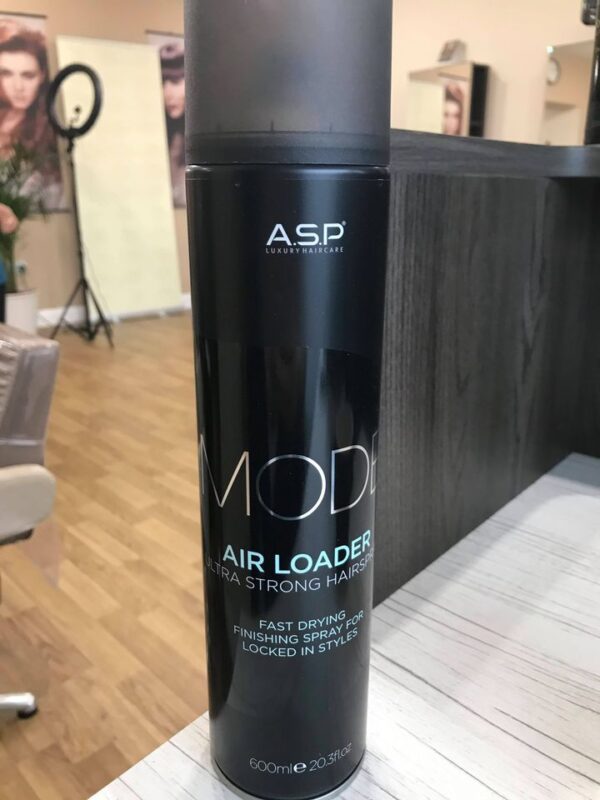 A.S.P®
LUXURY HAIRCARE
MODE
AIR LOADER
ULTRA STRONG HAIRSPR
FAST DRYING
FINISHING SPRAY FOR
LOCKED IN STYLES
600ml℮ 20.3fl.oz